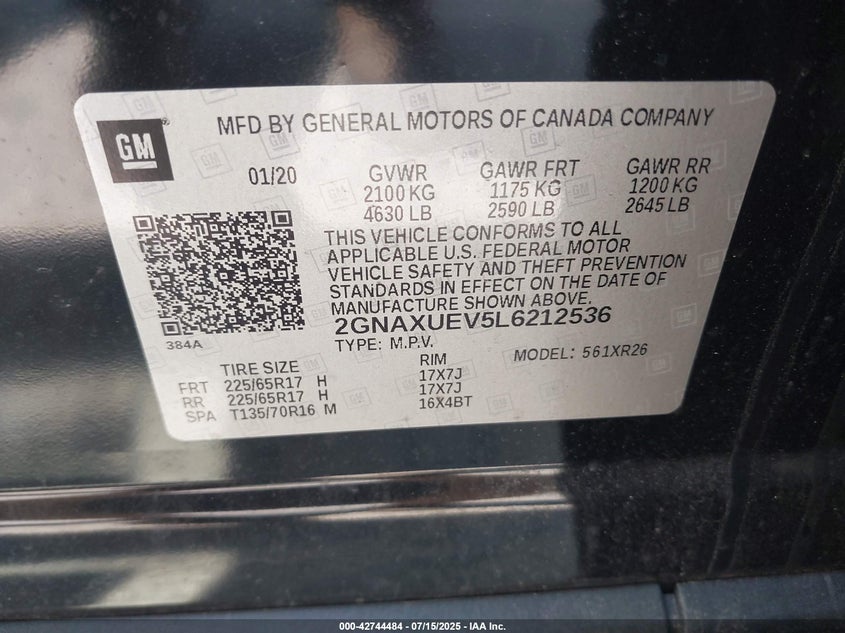 GM
MFD BY GENERAL MOTORS OF CANADA COMPANY
01/20
GVWR
2100 KG
4630 LB
GAWR FRT
1175 KG
2590 LB
GAWR RR
1200 KG
2645 LB
THIS VEHICLE CONFORMS TO ALL
APPLICABLE U.S. FEDERAL MOTOR
VEHICLE SAFETY AND THEFT PREVENTION
STANDARDS IN EFFECT ON THE DATE OF
MANUFACTURE SHOWN ABOVE.
2GNAXUEV5L6212536
384A
TYPE: M.P.V.
MODEL: 561XR26
TIRE SIZE RIM
FRT 225/65R17 H 17X7J
RR 225/65R17 H 17X7J
SPA T135/70R16 M 16X4BT
000-42744484 - 07/15/2025 - IAA Inc.